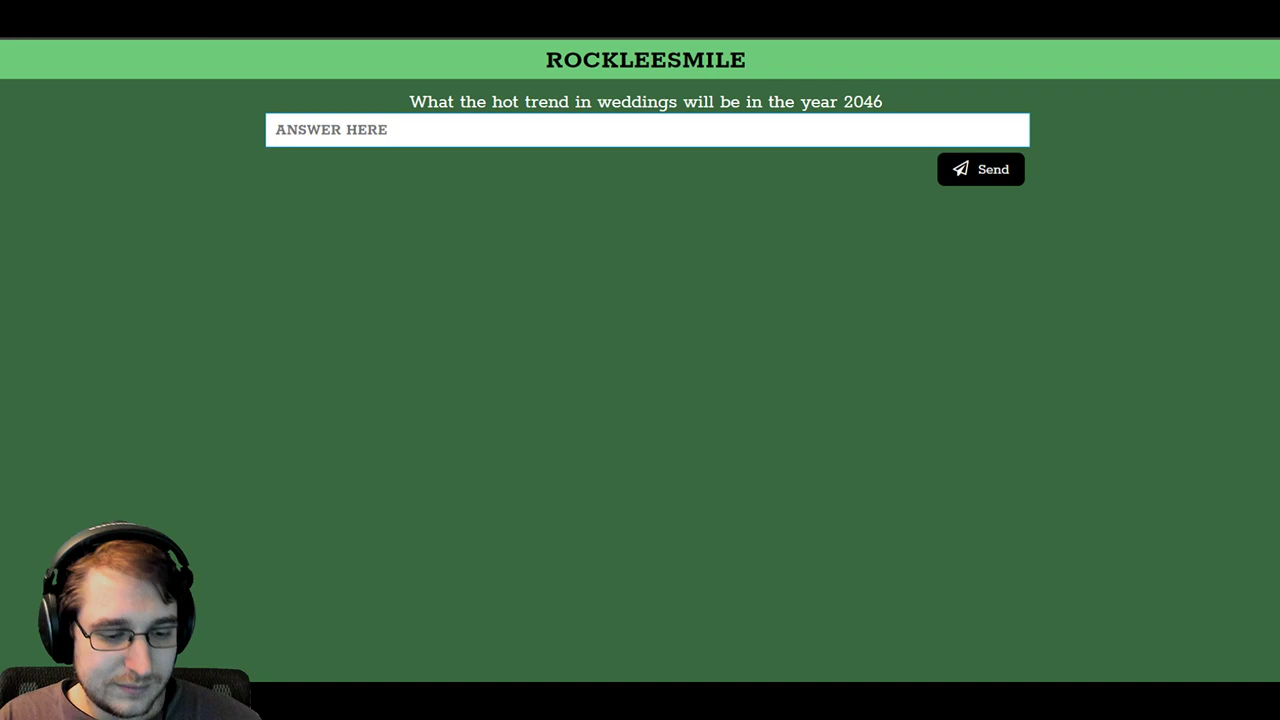 ROCKLEESMILE
What the hot trend in weddings will be in the year 2046
ANSWER HERE
Send